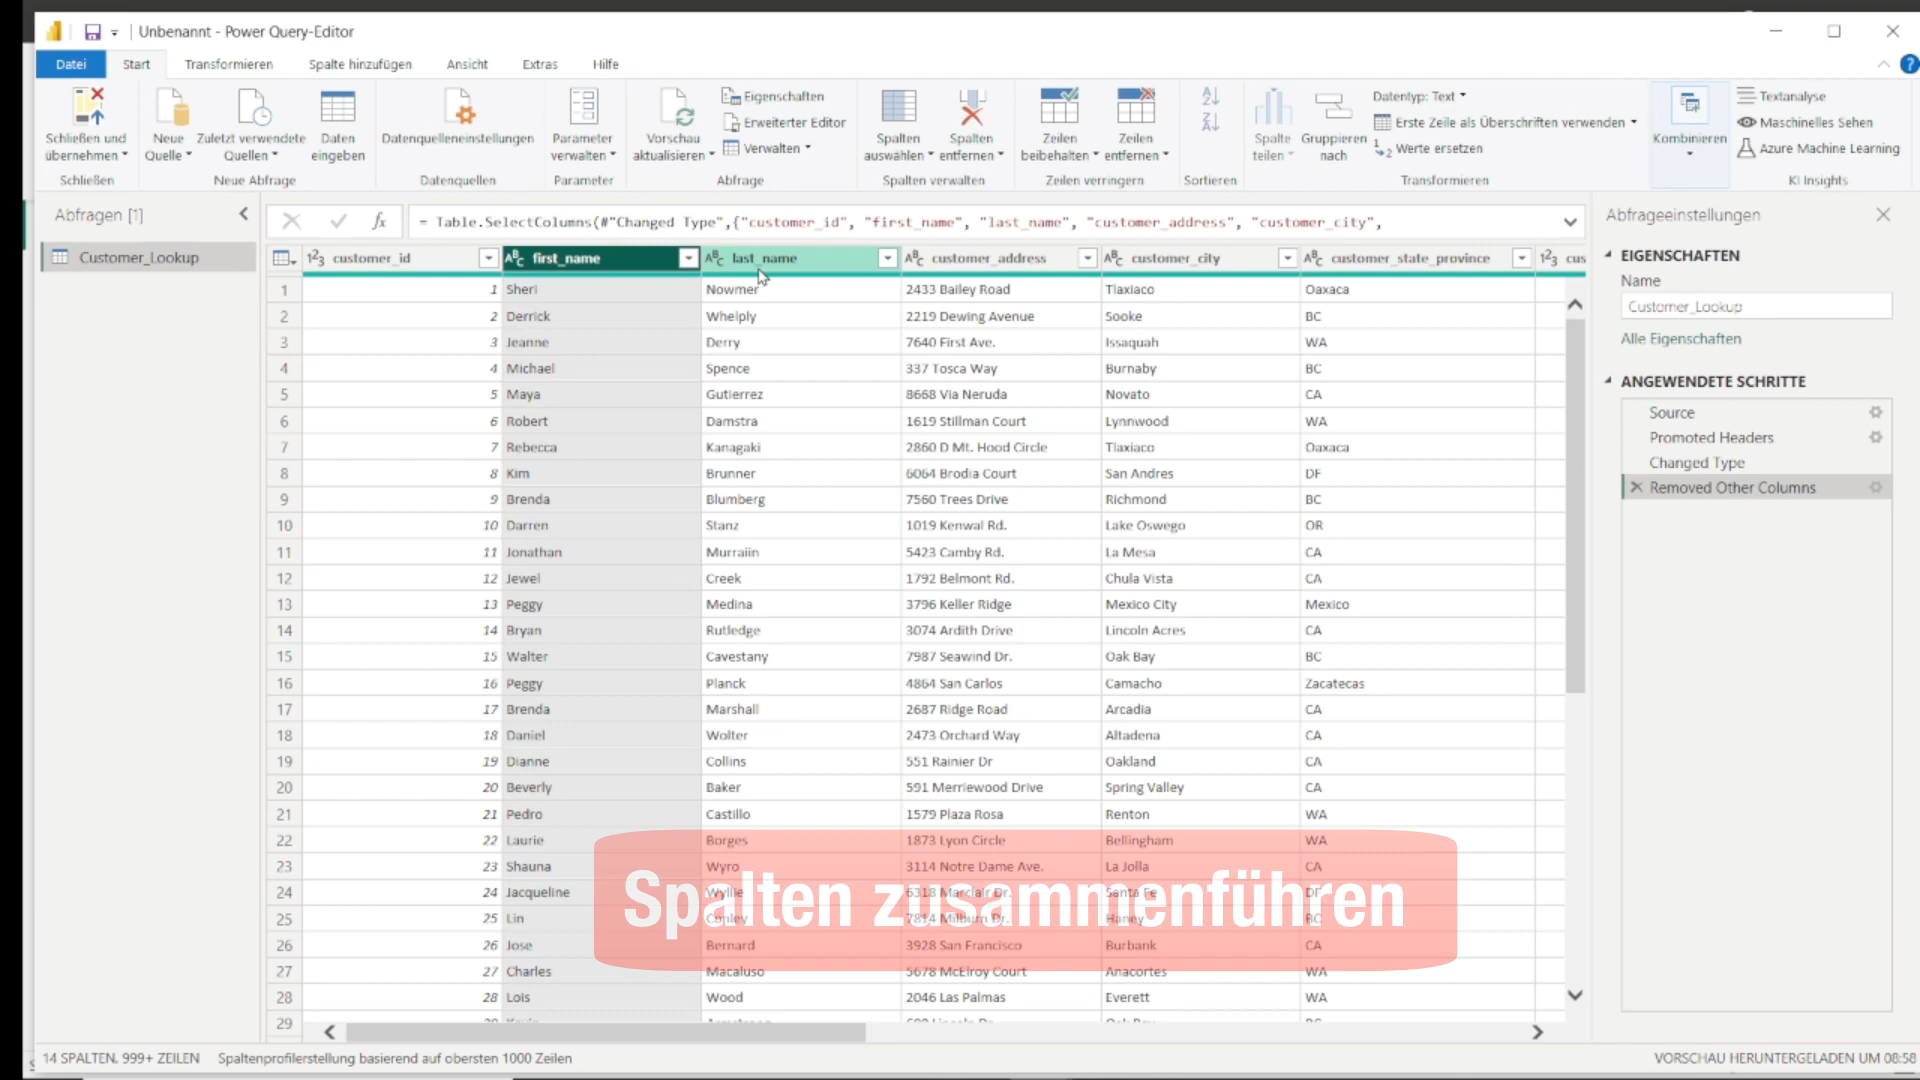 Unbenannt - Power Query-Editor
Datei Start Transformieren Spalte hinzufügen Ansicht Extras Hilfe
Schließen und übernehmen
Neue Quelle
Zuletzt verwendete Quellen
Daten eingeben
Datenquelleneinstellungen
Parameter verwalten
Vorschau aktualisieren
Eigenschaften
Erweiterter Editor
Verwalten
Spalten auswählen
Spalten entfernen
Zeilen beibehalten
Zeilen entfernen
Spalte teilen
Gruppieren nach
Datentyp: Text
Erste Zeile als Überschriften verwenden
Werte ersetzen
Kombinieren
Textanalyse
Maschinelles Sehen
Azure Machine Learning
Schließen Neue Abfrage Datenquellen Parameter Abfrage Spalten verwalten Zeilen verringern Sortieren Transformieren KI Insights
Abfragen [1]
Customer_Lookup
fx = Table.SelectColumns(#"Changed Type",{"customer_id", "first_name", "last_name", "customer_address", "customer_city",
customer_id first_name last_name customer_address customer_city customer_state_province cus
1 1 Sheri Nowmer 2433 Bailey Road Tlaxiaco Oaxaca
2 2 Derrick Whelply 2219 Dewing Avenue Sooke BC
3 3 Jeanne Derry 7640 First Ave. Issaquah WA
4 4 Michael Spence 337 Tosca Way Burnaby BC
5 5 Maya Gutierrez 8668 Via Neruda Novato CA
6 6 Robert Damstra 1619 Stillman Court Lynnwood WA
7 7 Rebecca Kanagaki 2860 D Mt. Hood Circle Tlaxiaco Oaxaca
8 8 Kim Brunner 6064 Brodia Court San Andres DF
9 9 Brenda Blumberg 7560 Trees Drive Richmond BC
10 10 Darren Stanz 1019 Kenwal Rd. Lake Oswego OR
11 11 Jonathan Murraiin 5423 Camby Rd. La Mesa CA
12 12 Jewel Creek 1792 Belmont Rd. Chula Vista CA
13 13 Peggy Medina 3796 Keller Ridge Mexico City Mexico
14 14 Bryan Rutledge 3074 Ardith Drive Lincoln Acres CA
15 15 Walter Cavestany 7987 Seawind Dr. Oak Bay BC
16 16 Peggy Planck 4864 San Carlos Camacho Zacatecas
17 17 Brenda Marshall 2687 Ridge Road Arcadia CA
18 18 Daniel Wolter 2473 Orchard Way Altadena CA
19 19 Dianne Collins 551 Rainier Dr Oakland CA
20 20 Beverly Baker 591 Merriewood Drive Spring Valley CA
21 21 Pedro Castillo 1579 Plaza Rosa Renton WA
22 22 Laurie Borges 1873 Lyon Circle Bellingham WA
23 23 Shauna Wyro 3114 Notre Dame Ave. La Jolla CA
24 24 Jacqueline Wyllie 6318 Marclair Dr. Santa Fe DF
25 25 Lin Conley 7814 Milburn Dr. Haney BC
26 26 Jose Bernard 3928 San Francisco Burbank CA
27 27 Charles Macaluso 5678 McElroy Court Anacortes WA
28 28 Lois Wood 2046 Las Palmas Everett WA
29
Spalten zusammenführen
Abfrageeinstellungen
EIGENSCHAFTEN
Name
Customer_Lookup
Alle Eigenschaften
ANGEWENDETE SCHRITTE
Source
Promoted Headers
Changed Type
Removed Other Columns
14 SPALTEN, 999+ ZEILEN Spaltenprofilerstellung basierend auf obersten 1000 Zeilen
VORSCHAU HERUNTERGELADEN UM 08:58